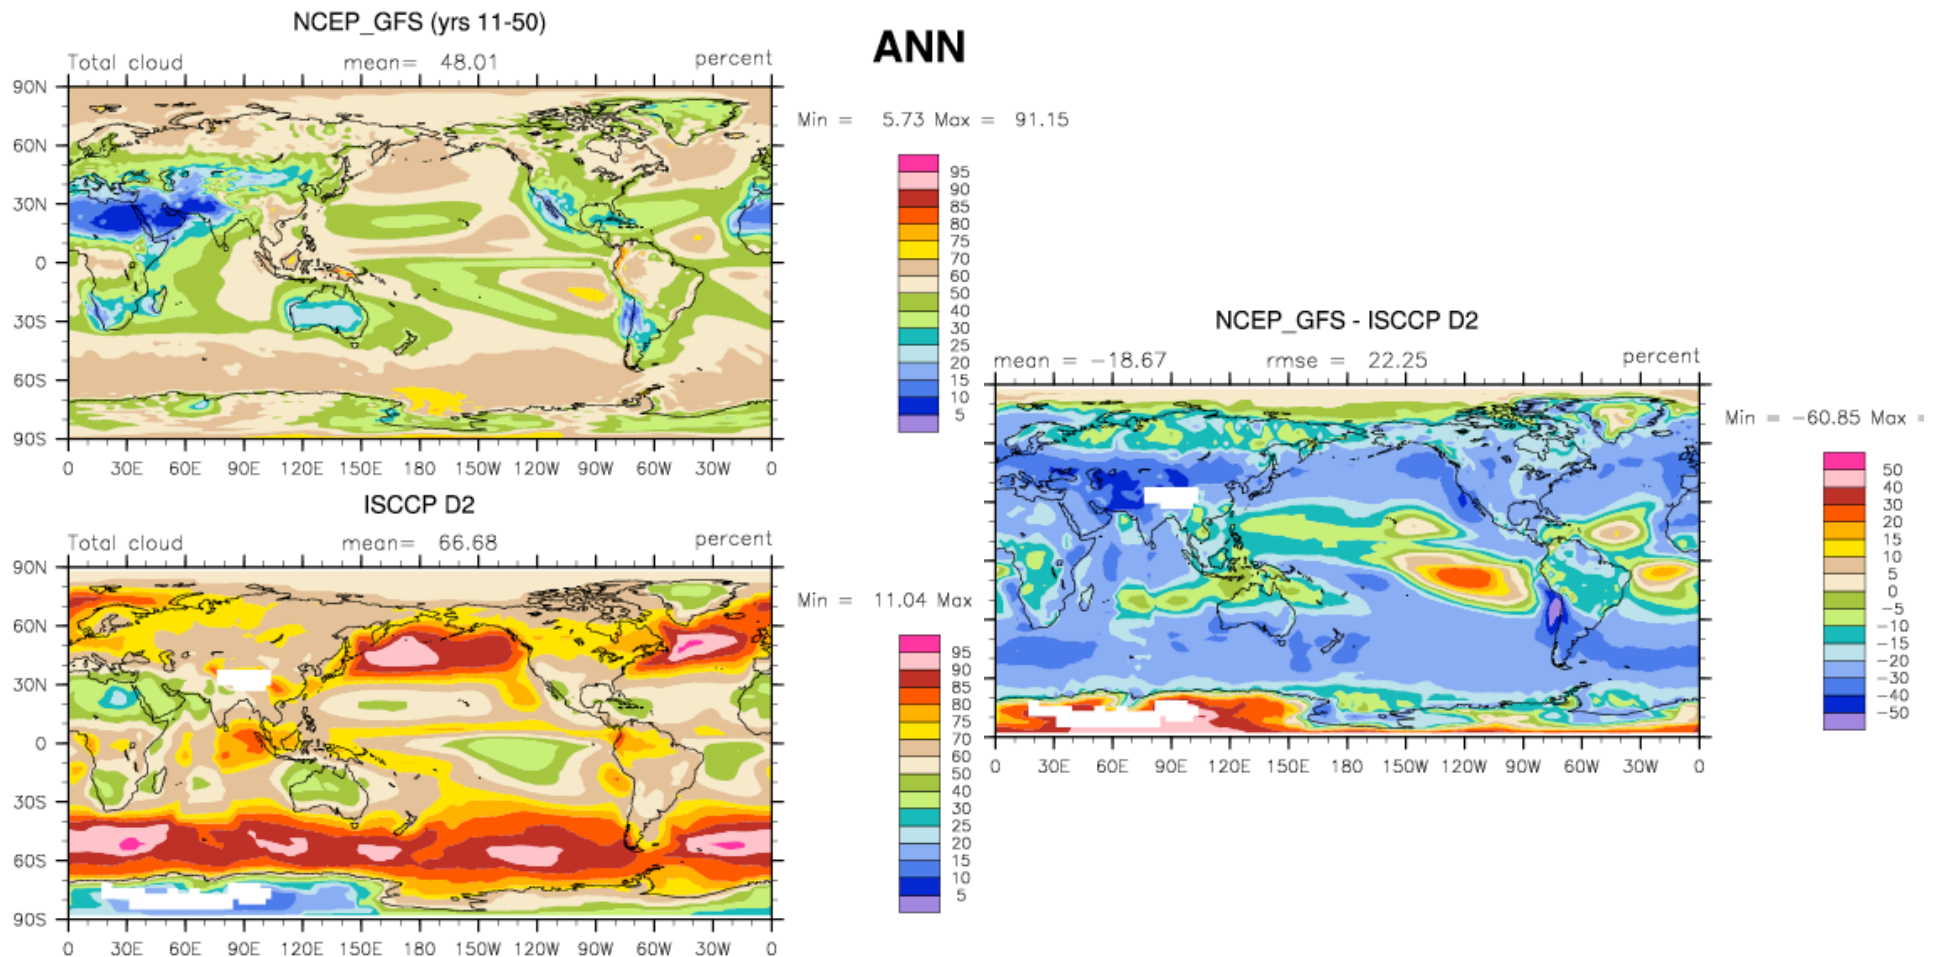 NCEP_GFS (yrs 11-50)
ANN
Total cloud mean= 48.01 percent
90N
60N
30N
0
30S
60S
90S
0 30E 60E 90E 120E 150E 180 150W 120W 90W 60W 30W 0
Min = 5.73 Max = 91.15
95
90
85
80
75
70
60
50
40
30
25
20
15
10
5
ISCCP D2
Total cloud mean= 66.68 percent
90N
60N
30N
0
30S
60S
90S
0 30E 60E 90E 120E 150E 180 150W 120W 90W 60W 30W 0
Min = 11.04 Max
95
90
85
80
75
70
60
50
40
30
25
20
15
10
5
NCEP_GFS - ISCCP D2
mean = -18.67 rmse = 22.25 percent
0 30E 60E 90E 120E 150E 180 150W 120W 90W 60W 30W 0
Min = -60.85 Max =
50
40
30
20
15
10
5
0
-5
-10
-15
-20
-30
-40
-50